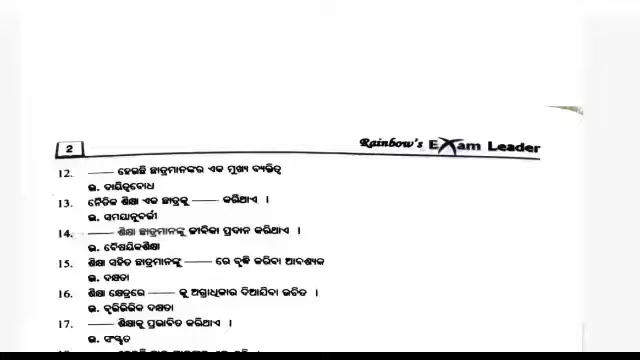 2
Rainbow's Exam Leader
12. —— ହେଉଛି ଛାତ୍ରମାନଙ୍କର ଏକ ମୁଖ୍ୟ ବ୍ୟକ୍ତିତ୍ୱ
ଉ. ଦାୟିତ୍ୱବୋଧ
13. ନୈତିକ ଶିକ୍ଷା ଏକ ଛାତ୍ରକୁ —— କରିଥାଏ ।
ଉ. ସମୟାନୁବର୍ତ୍ତୀ
14. —— ଶିକ୍ଷା ଛାତ୍ରମାନଙ୍କୁ ଜୀବିକା ପ୍ରଦାନ କରିଥାଏ ।
ଉ. ବୈଷୟିକଶିକ୍ଷା
15. ଶିକ୍ଷା ସହିତ ଛାତ୍ରମାନଙ୍କୁ —— ରେ ବୃଦ୍ଧି କରିବା ଆବଶ୍ୟକ
ଉ. ଦକ୍ଷତା
16. ଶିକ୍ଷା କ୍ଷେତ୍ରରେ —— କୁ ଅଗ୍ରାଧିକାର ଦିଆଯିବା ଉଚିତ ।
ଉ. ବୃତ୍ତିଭିତ୍ତିକ ଦକ୍ଷତା
17. —— ଶିକ୍ଷାକୁ ପ୍ରଭାବିତ କରିଥାଏ ।
ଉ. ସଂସ୍କୃତ